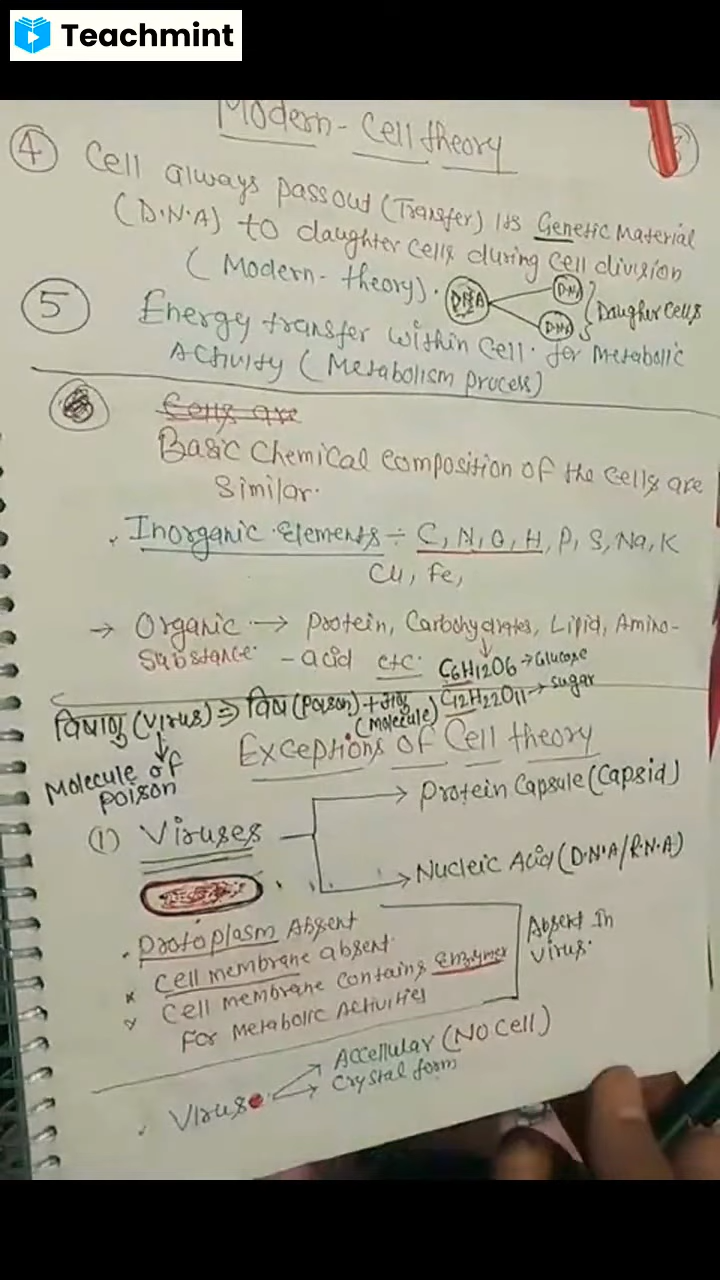 Teachmint
Modern - Cell theory
④ Cell always passout (Transfer) Its Genetic Material
(D.N.A) to daughter cells during cell division
(Modern - theory).
DNA
DNA
DNA
Daugher cells
⑤ Energy transfer within cell. for Metabolic
Activity (Metabolism process)
Cells are
Basic Chemical composition of the cells are
Similar.
Inorganic Elements ÷ C, N, O, H, P, S, Na, K
Cu, Fe,
→ Organic → Protein, Carbohydrates, Lipid, Amino-
Substance - acid etc. C6H12O6 → Glucose
विषाणु (Virus) ⇒ विष (Poison) + अणु (Molecule) C12H22O11 → sugar
Molecule of
poison
Exceptions of Cell theory
(1) Viruses
→ Protein Capsule (Capsid)
→ Nucleic Acid (D.N.A/R.N.A)
. Protoplasm Absent
x Cell membrane absent.
Cell membrane contains Enzymes
For Metabolic Activities
Absent In
Virus.
. Virus
Accellular (No Cell)
Crystal form